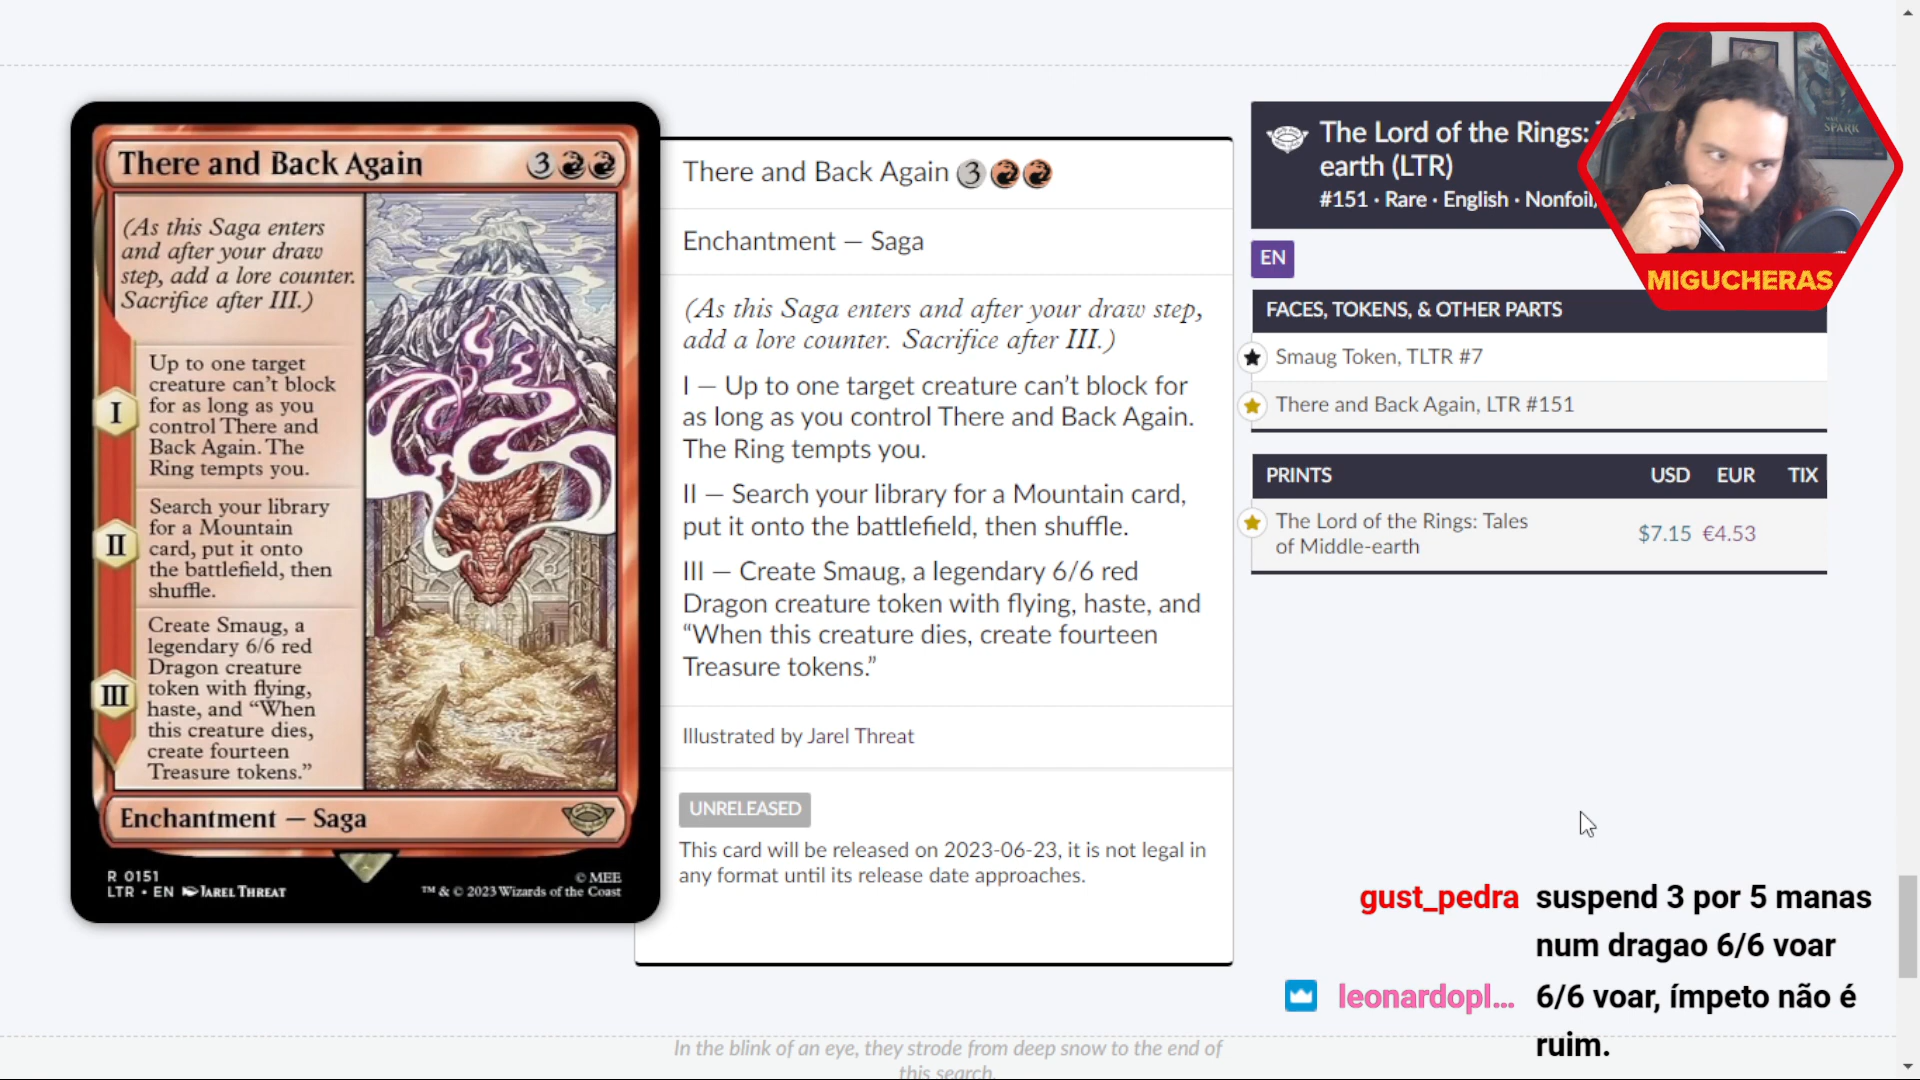 There and Back Again 3
(As this Saga enters
and after your draw
step, add a lore counter.
Sacrifice after III.)
I
Up to one target
creature can't block
for as long as you
control There and
Back Again. The
Ring tempts you.
II
Search your library
for a Mountain
card, put it onto
the battlefield, then
shuffle.
III
Create Smaug, a
legendary 6/6 red
Dragon creature
token with flying,
haste, and “When
this creature dies,
create fourteen
Treasure tokens.”
Enchantment — Saga
R 0151
LTR • EN JAREL THREAT
© MEE
™ & © 2023 Wizards of the Coast
There and Back Again 3
Enchantment — Saga
(As this Saga enters and after your draw step,
add a lore counter. Sacrifice after III.)
I — Up to one target creature can't block for
as long as you control There and Back Again.
The Ring tempts you.
II — Search your library for a Mountain card,
put it onto the battlefield, then shuffle.
III — Create Smaug, a legendary 6/6 red
Dragon creature token with flying, haste, and
“When this creature dies, create fourteen
Treasure tokens.”
Illustrated by Jarel Threat
UNRELEASED
This card will be released on 2023-06-23, it is not legal in
any format until its release date approaches.
In the blink of an eye, they strode from deep snow to the end of
this search.
The Lord of the Rings:
earth (LTR)
#151 · Rare · English · Nonfoil
SPARK
MIGUCHERAS
EN
FACES, TOKENS, & OTHER PARTS
Smaug Token, TLTR #7
There and Back Again, LTR #151
PRINTS USD EUR TIX
The Lord of the Rings: Tales
of Middle-earth
$7.15 €4.53
gust_pedra suspend 3 por 5 manas
num dragao 6/6 voar
leonardopl... 6/6 voar, ímpeto não é
ruim.